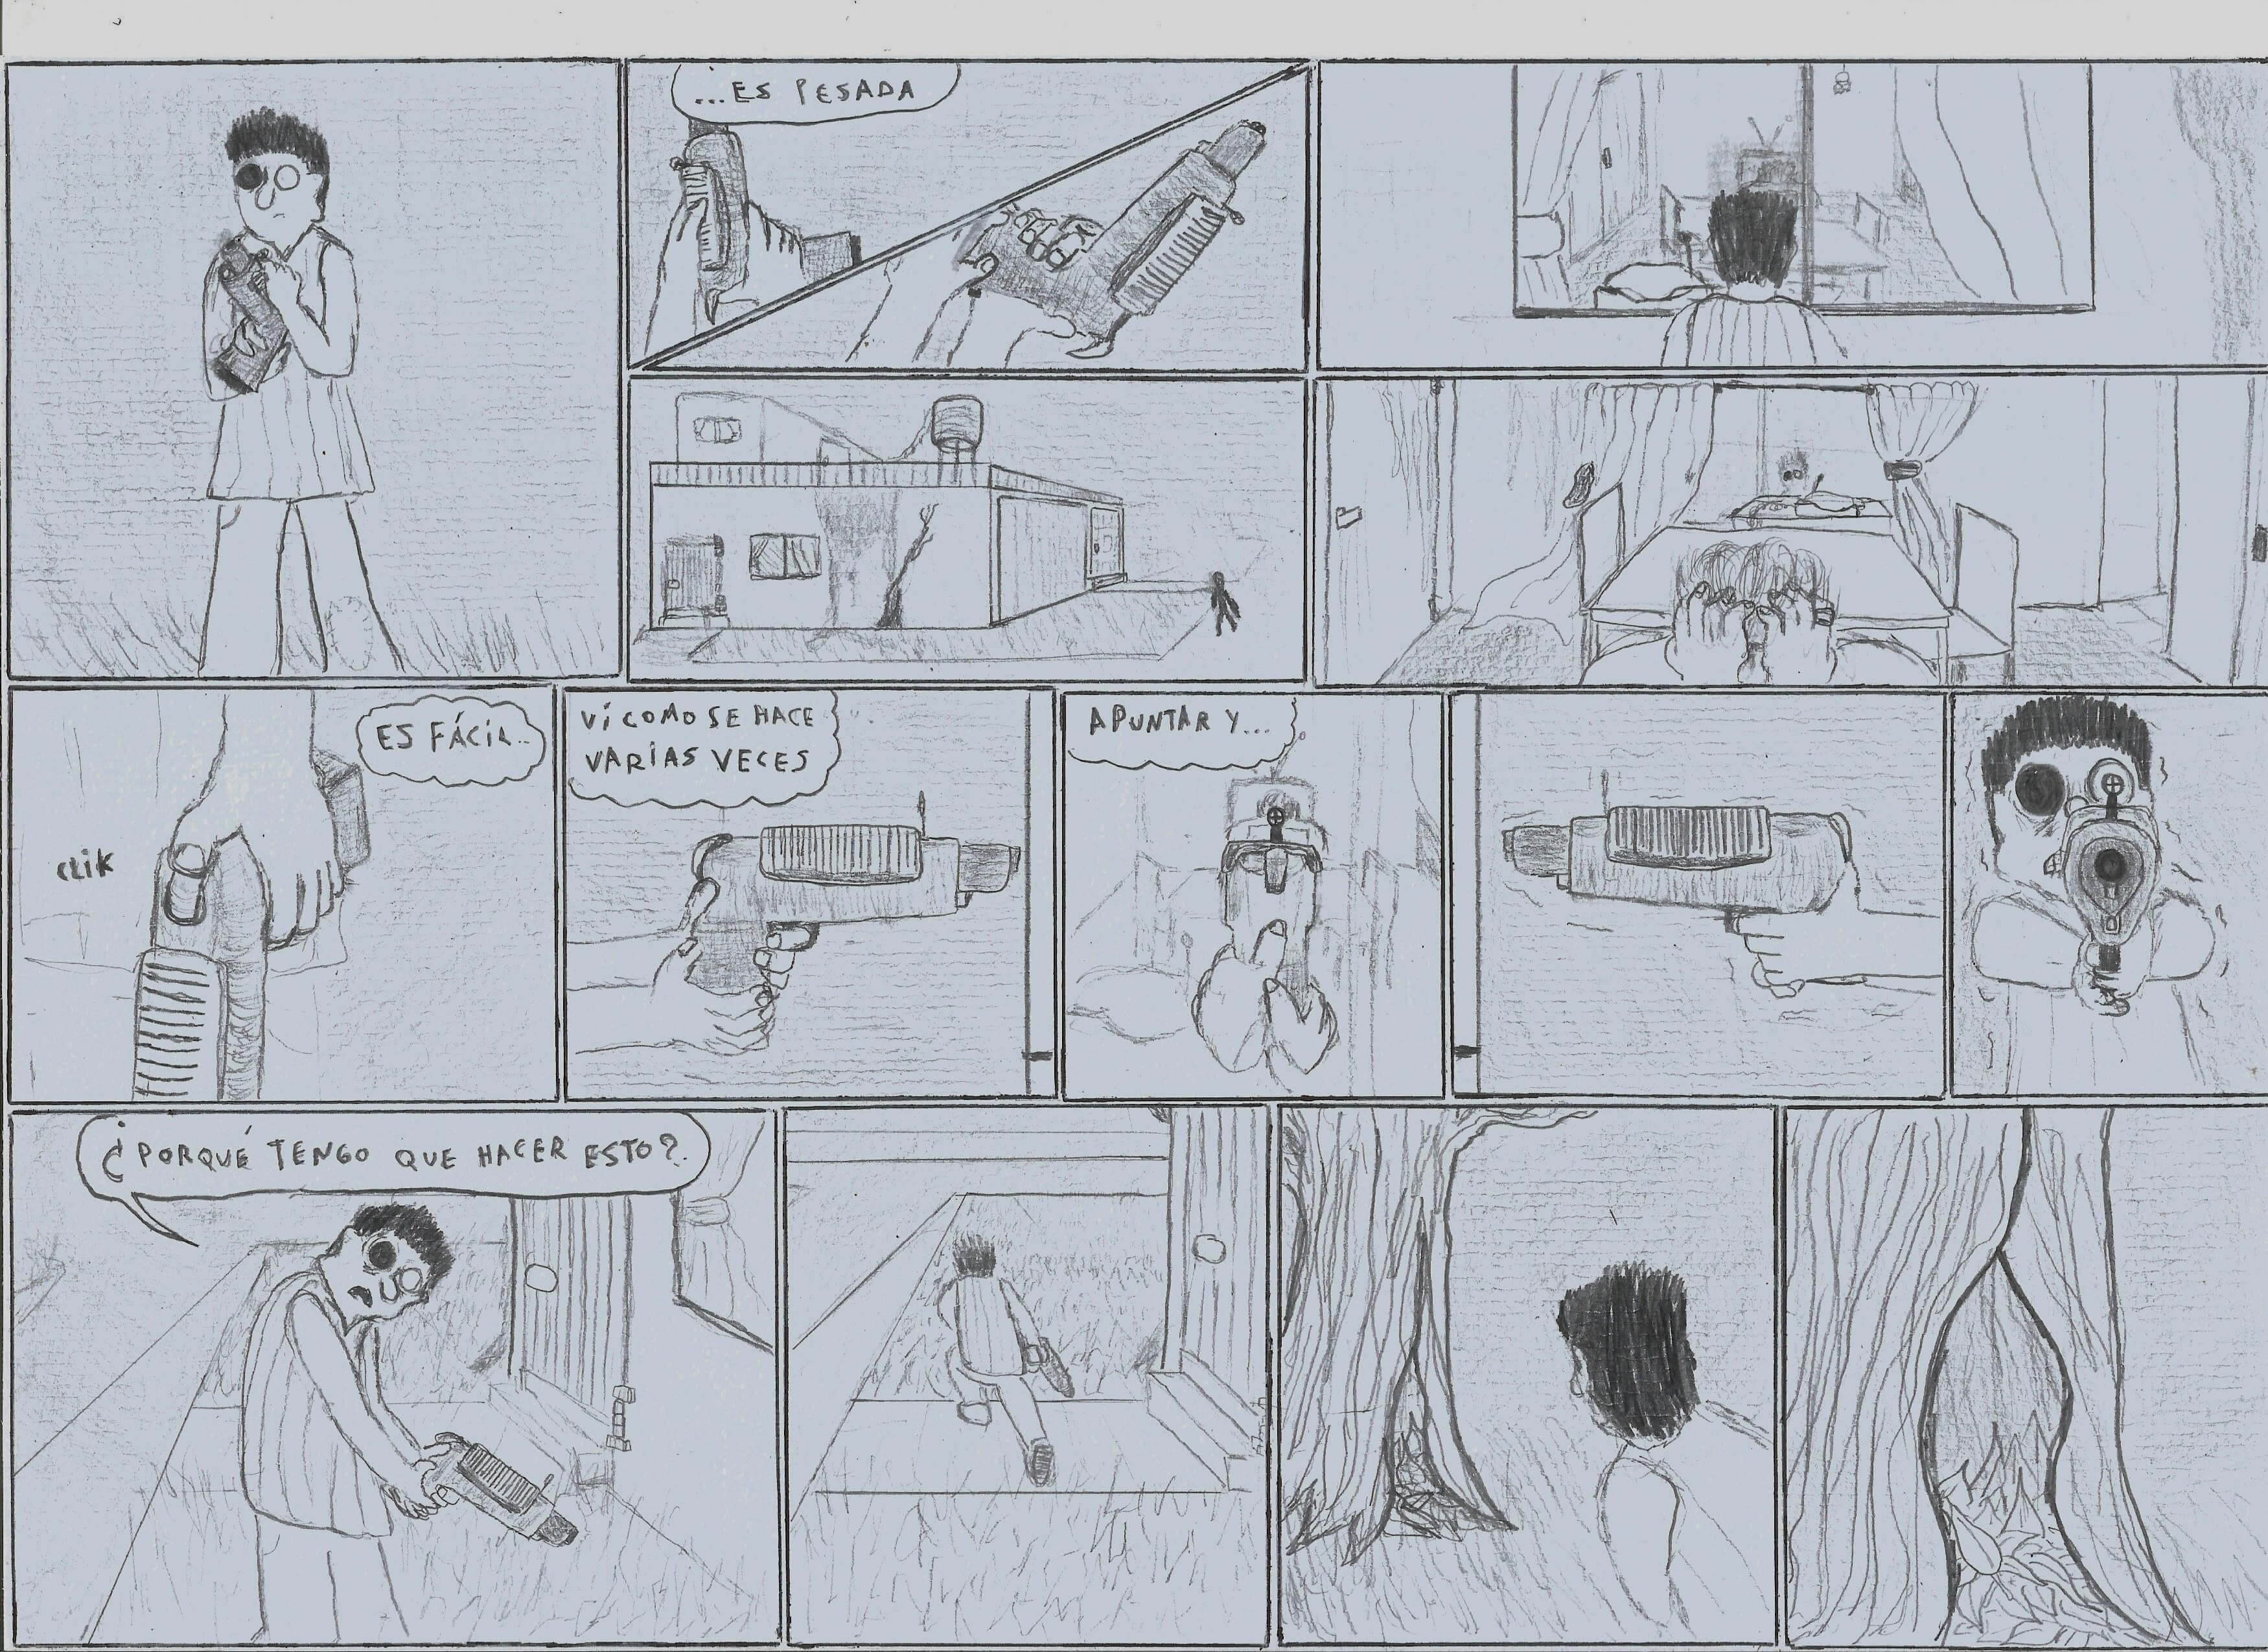 ...ES PESADA
CLIK
ES FÁCIL..
VÍ COMO SE HACE
VARIAS VECES
APUNTAR Y...
¿PORQUÉ TENGO QUE HACER ESTO?